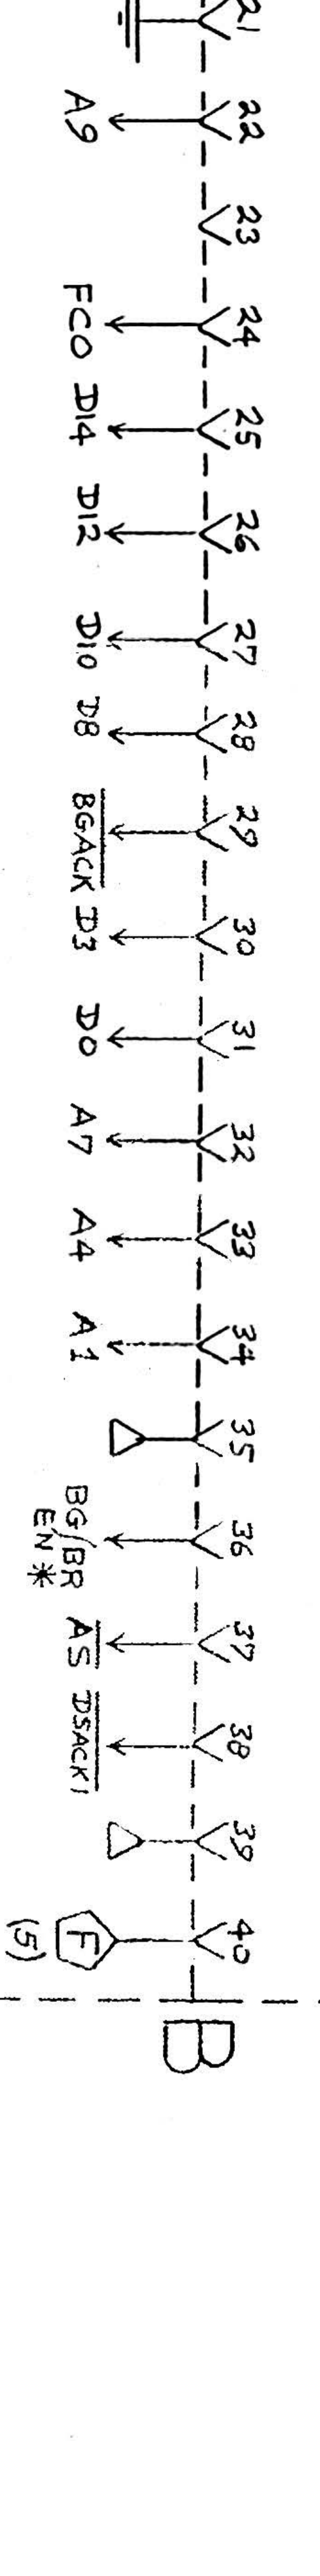 21
22
A9
23
24
FC0
25
D14
26
D12
27
D10
28
D8
29
BGACK
30
D3
31
D0
32
A7
33
A4
34
A1
35
36
BG/BR
EN*
37
AS
38
DSACK1
39
40
F
(5)
B